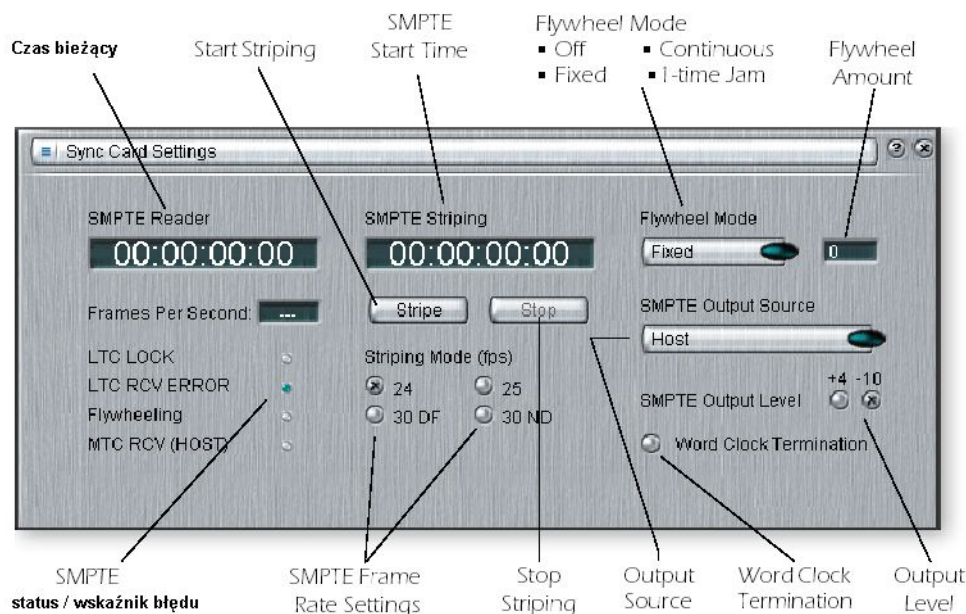 SMPTE
Start Time
Flywheel Mode
▪ Off ▪ Continuous
▪ Fixed ▪ 1-time Jam
Czas bieżący
Start Striping
Flywheel
Amount
Sync Card Settings
?
SMPTE Reader
SMPTE Striping
Flywheel Mode
00:00:00:00
00:00:00:00
Fixed
0
Frames Per Second: ---
Stripe
Stop
SMPTE Output Source
Host
LTC LOCK
LTC RCV ERROR
Flywheeling
MTC RCV (HOST)
Striping Mode (fps)
24 25
30 DF 30 ND
+4 -10
SMPTE Output Level
Word Clock Termination
SMPTE
status / wskaźnik błędu
SMPTE Frame
Rate Settings
Stop
Striping
Output
Source
Word Clock
Termination
Output
Level